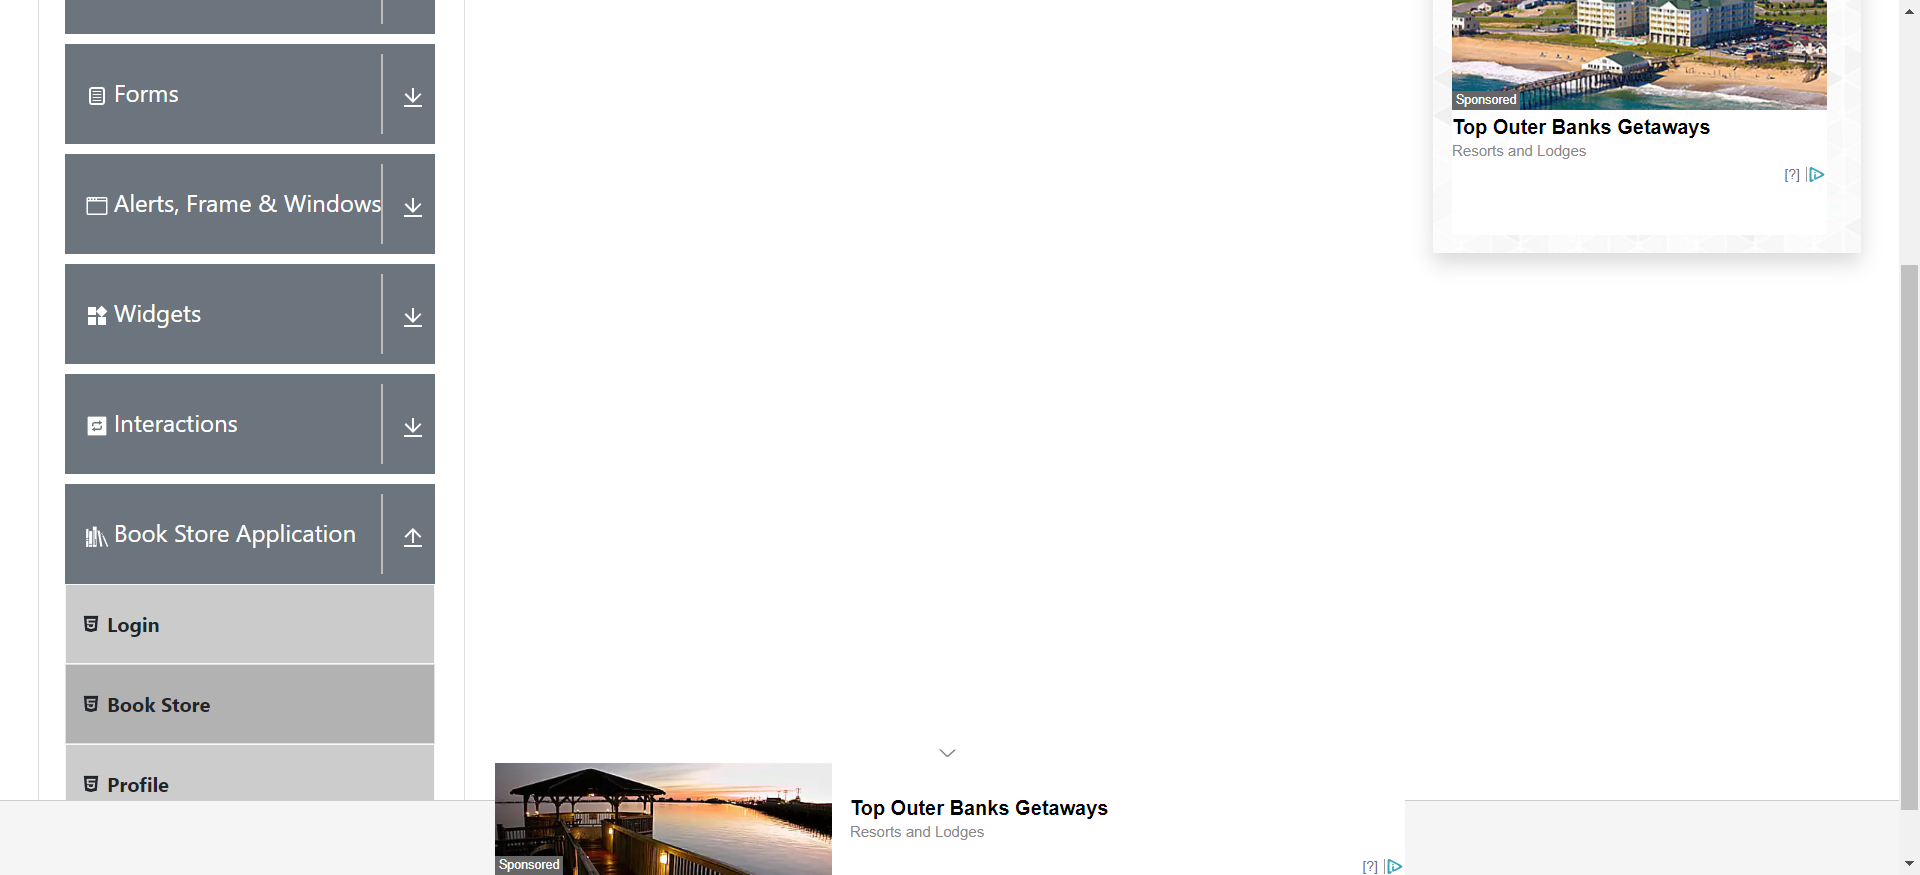 Forms
Alerts, Frame & Windows
Widgets
Interactions
Book Store Application
Login
Book Store
Profile
Sponsored
Top Outer Banks Getaways
Resorts and Lodges
[?]
Sponsored
Top Outer Banks Getaways
Resorts and Lodges
[?]